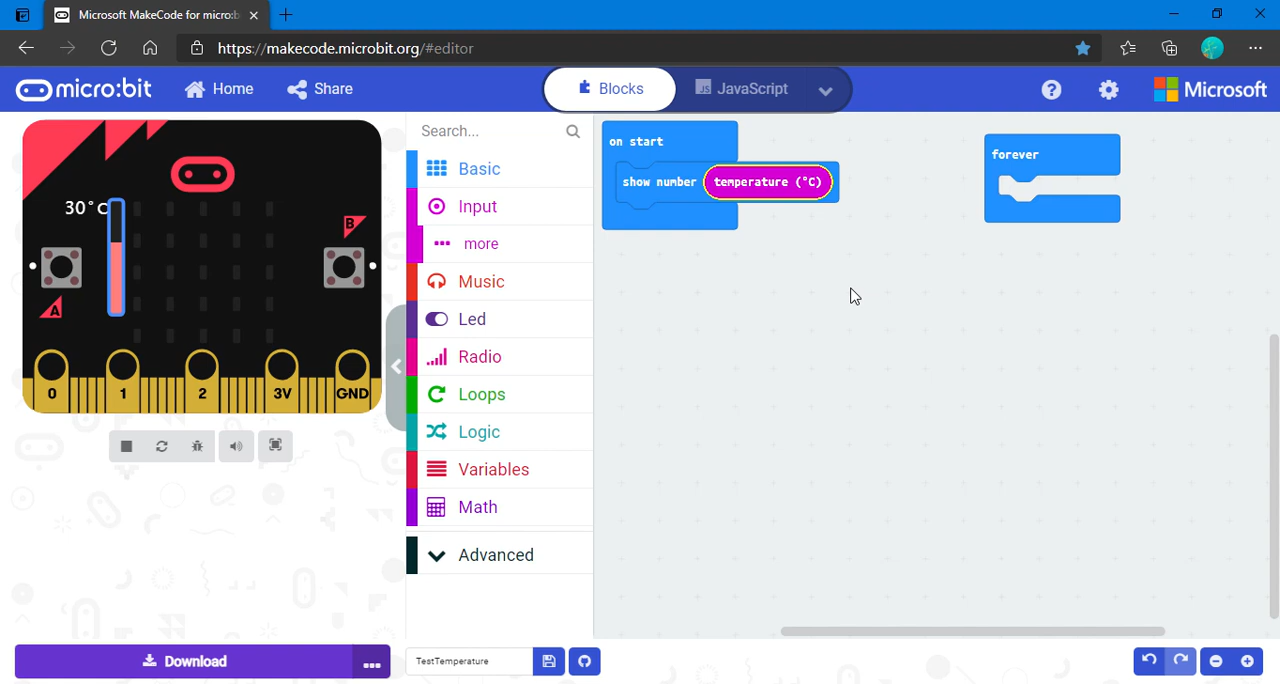 Microsoft MakeCode for micro:b
https://makecode.microbit.org/#editor
micro:bit
Home
Share
Blocks
JS
JavaScript
?
Microsoft
30°C
B
A
0
1
2
3V
GND
Search...
Basic
Input
more
Music
Led
Radio
Loops
Logic
Variables
Math
Advanced
on start
show number temperature (°C)
forever
Download
...
TestTemperature